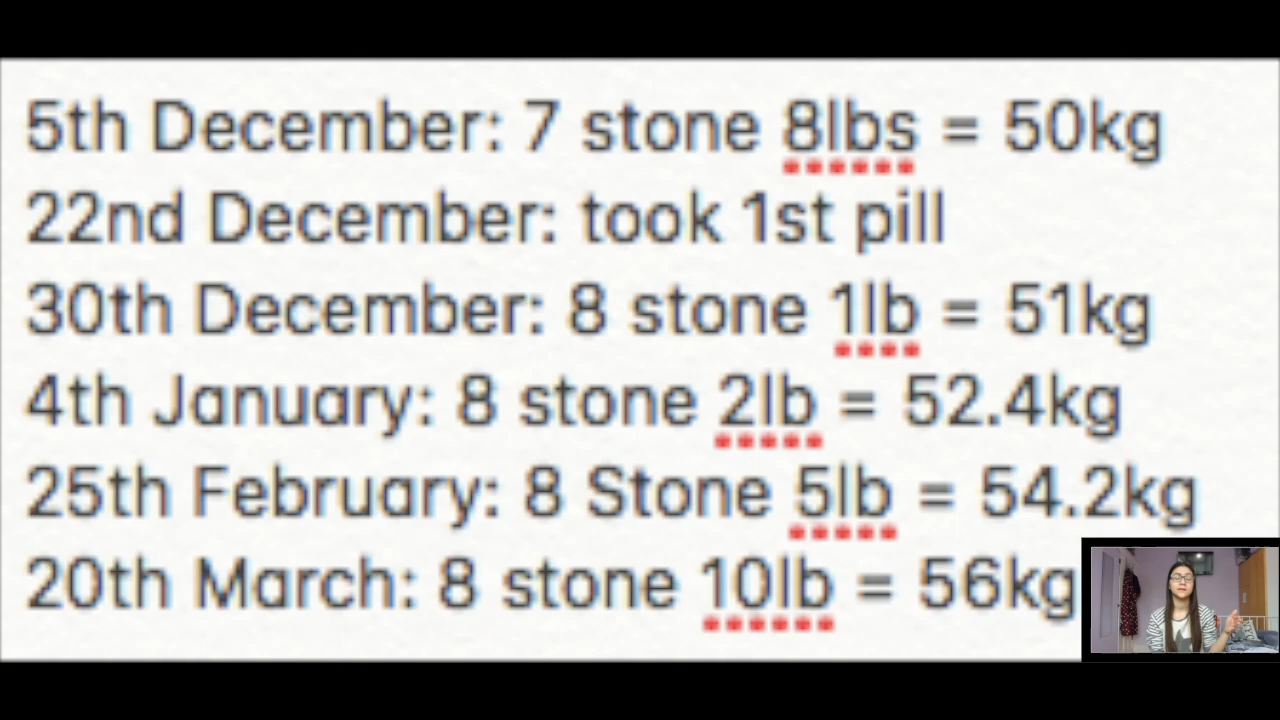 5th December: 7 stone 8lbs = 50kg
22nd December: took 1st pill
30th December: 8 stone 1lb = 51kg
4th January: 8 stone 2lb = 52.4kg
25th February: 8 Stone 5lb = 54.2kg
20th March: 8 stone 10lb = 56kg